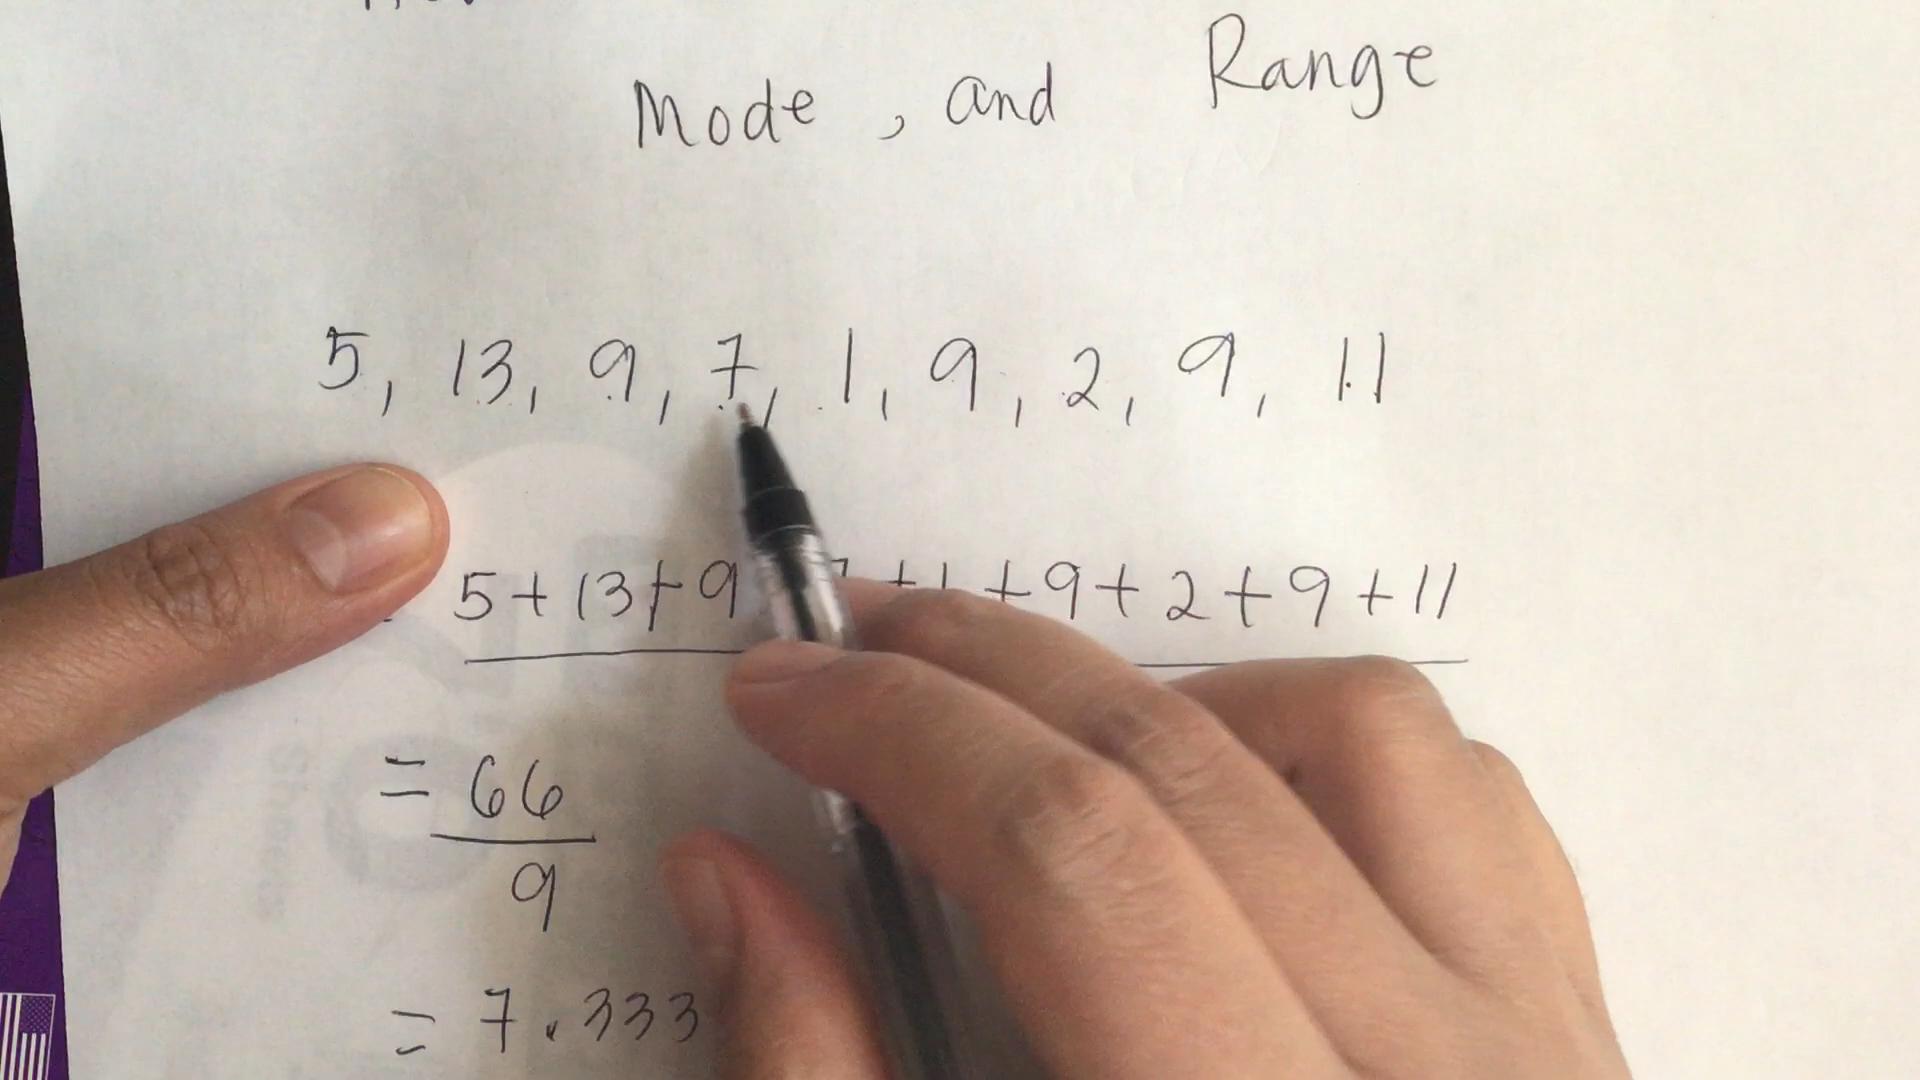 Mode, and Range
5, 13, 9, 7, 1, 9, 2, 9, 11
5+13+9 +1+9+2+9+11
= 66
9
= 7.333